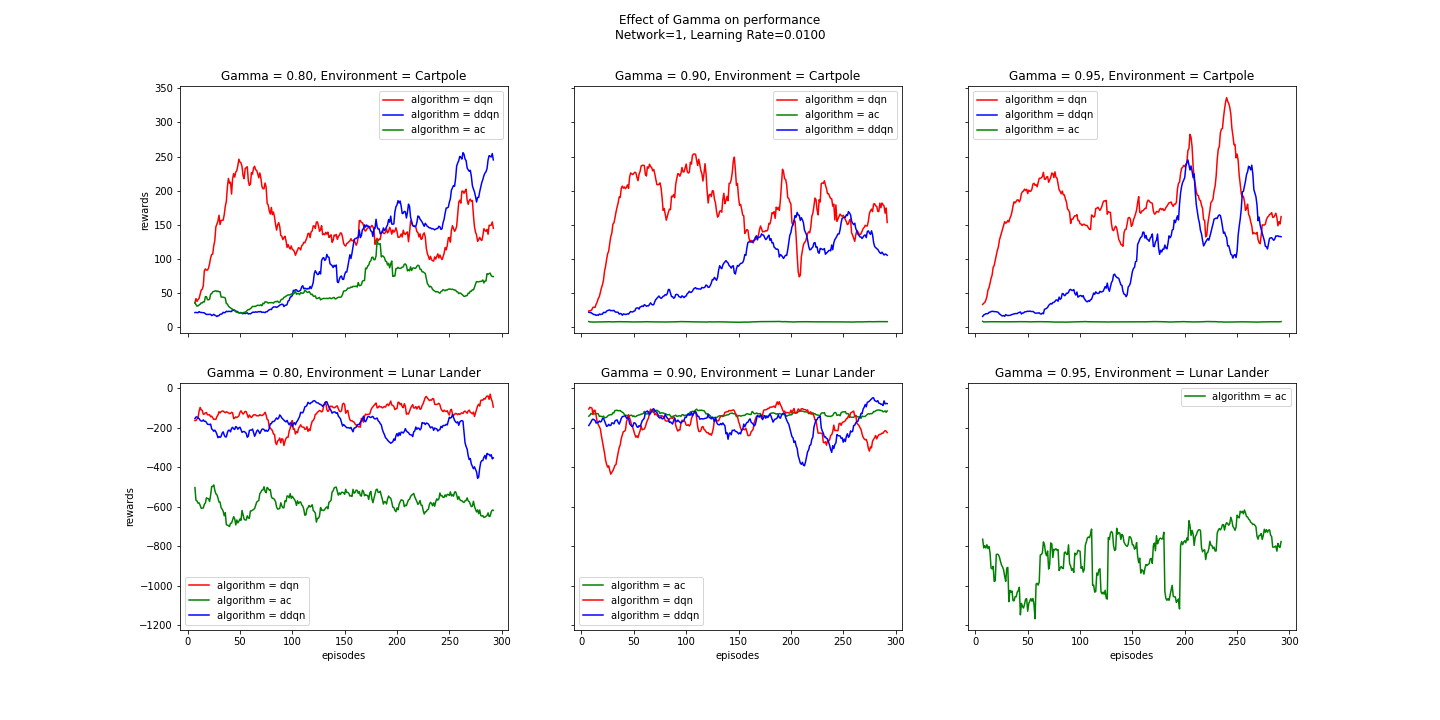 Effect of Gamma on performance
Network=1, Learning Rate=0.0100
Gamma = 0.80, Environment = Cartpole
Gamma = 0.90, Environment = Cartpole
Gamma = 0.95, Environment = Cartpole
algorithm = dqn
algorithm = ddqn
algorithm = ac
algorithm = dqn
algorithm = ac
algorithm = ddqn
algorithm = dqn
algorithm = ddqn
algorithm = ac
350
300
250
200
150
100
50
0
rewards
Gamma = 0.80, Environment = Lunar Lander
Gamma = 0.90, Environment = Lunar Lander
Gamma = 0.95, Environment = Lunar Lander
0
−200
−400
−600
−800
−1000
−1200
rewards
algorithm = dqn
algorithm = ac
algorithm = ddqn
algorithm = ac
algorithm = dqn
algorithm = ddqn
algorithm = ac
0 50 100 150 200 250 300
0 50 100 150 200 250 300
0 50 100 150 200 250 300
episodes
episodes
episodes